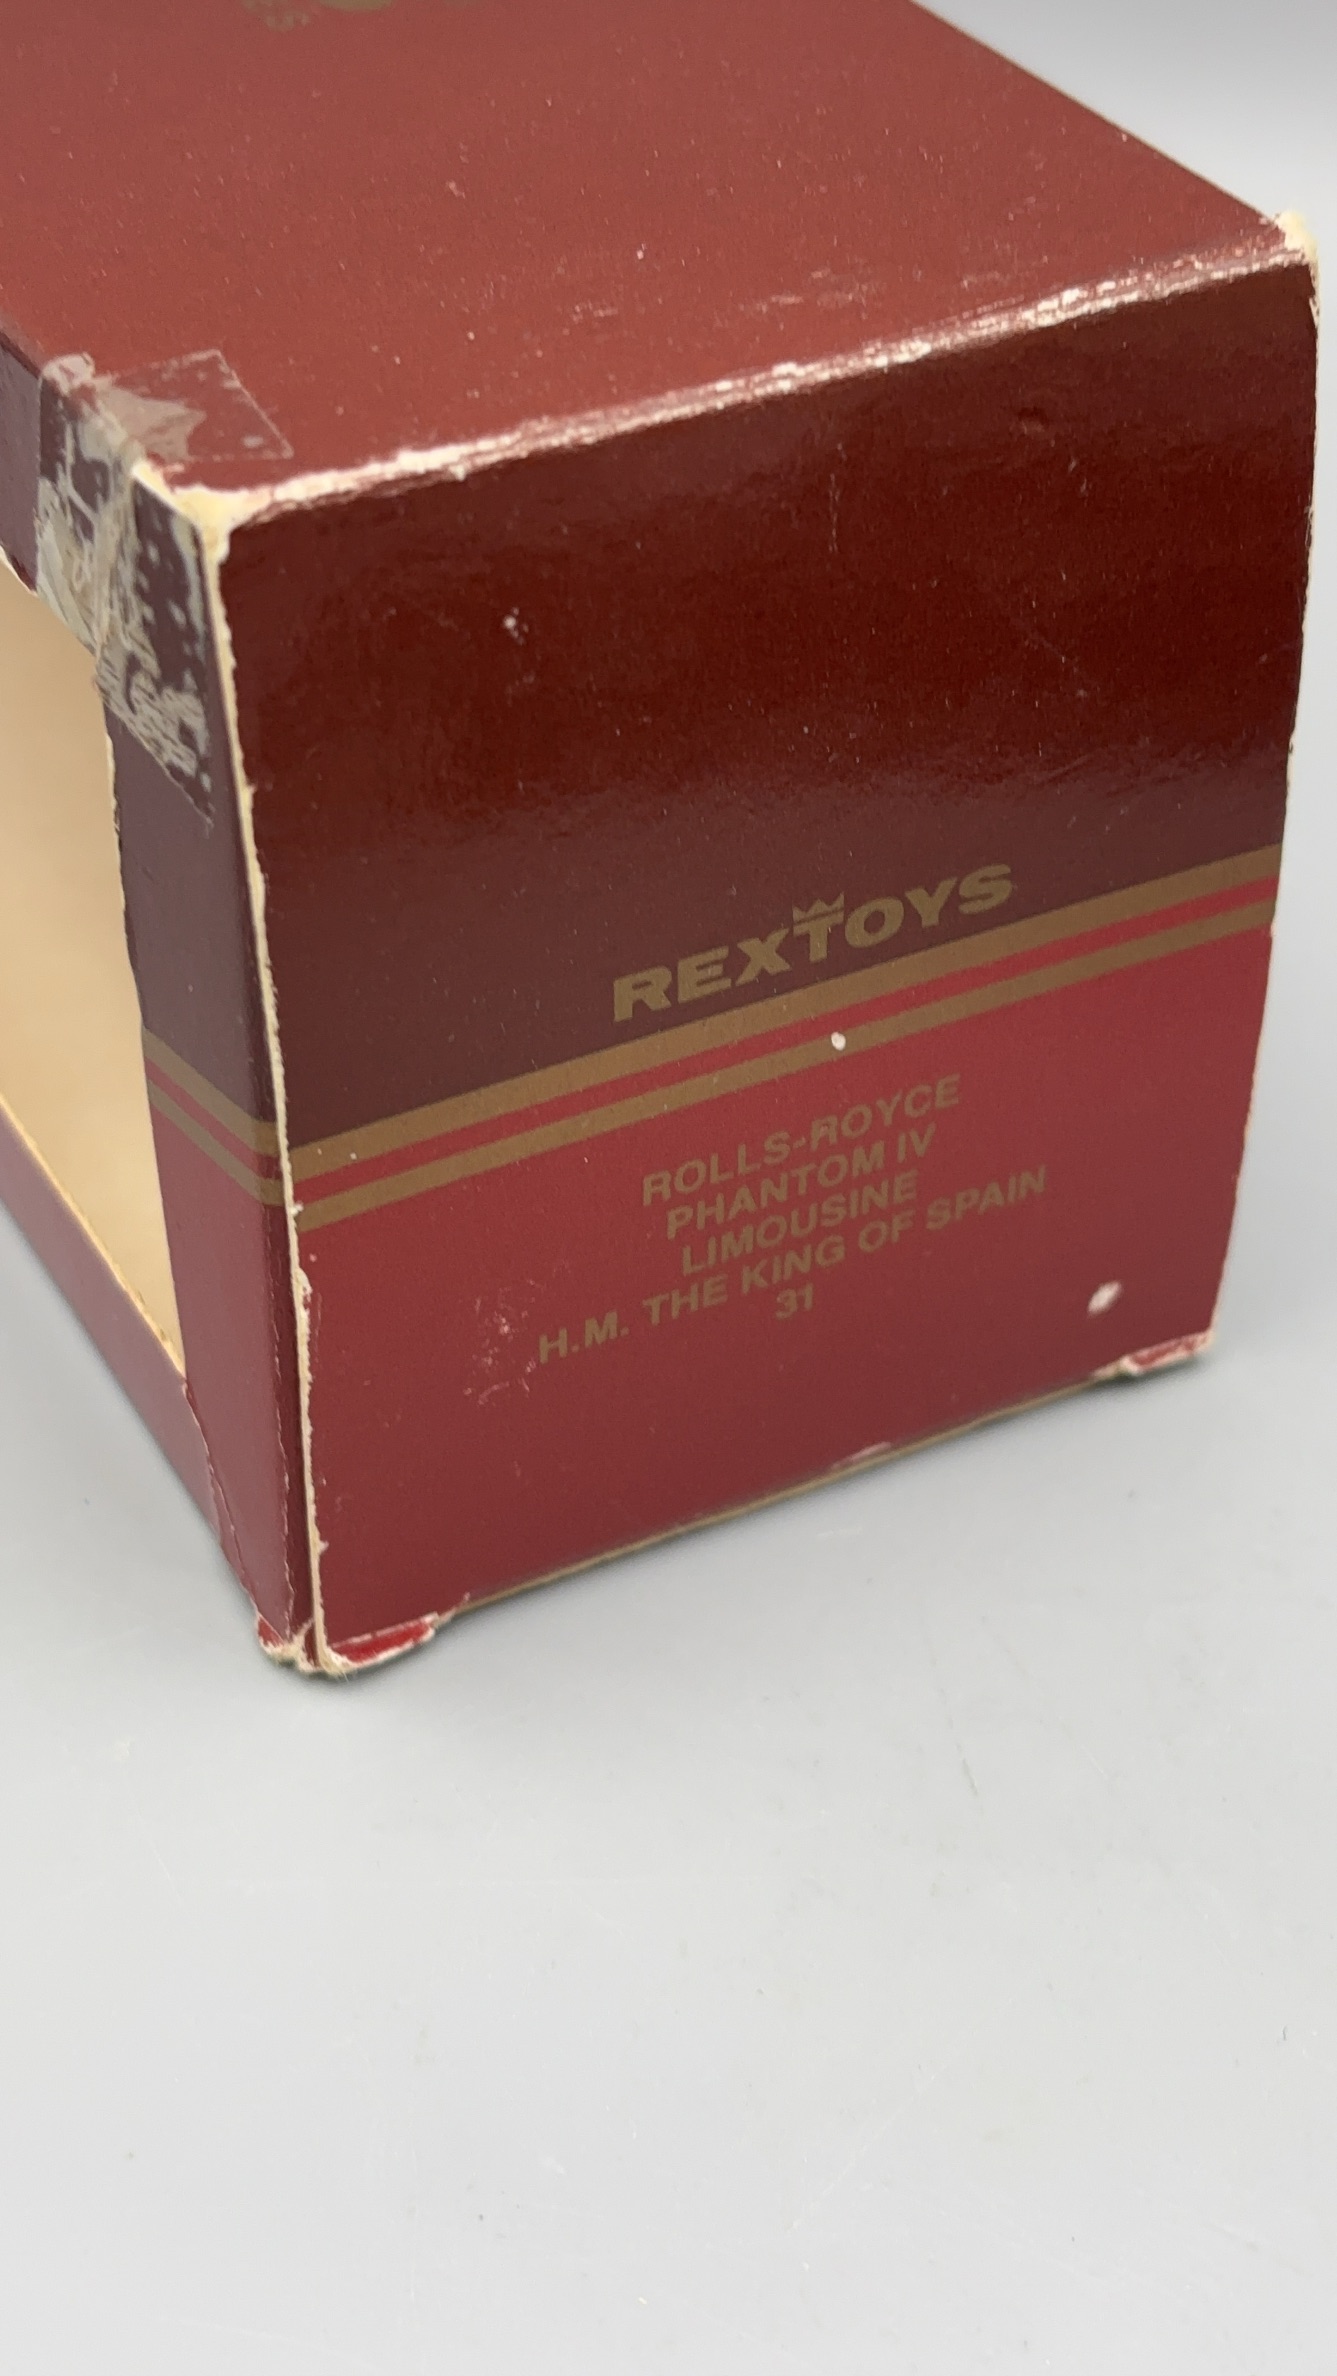 REXTOYS
ROLLS-ROYCE
PHANTOM IV
LIMOUSINE
H.M. THE KING OF SPAIN
31